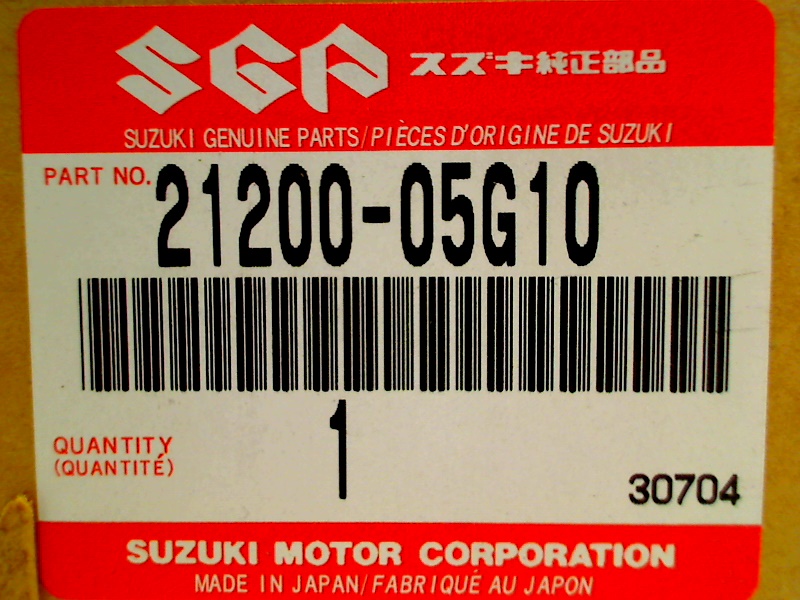 SGP スズキ純正部品
SUZUKI GENUINE PARTS/PIÈCES D'ORIGINE DE SUZUKI
PART NO. 21200-05G10
QUANTITY 1
(QUANTITÉ)
30704
SUZUKI MOTOR CORPORATION
MADE IN JAPAN/FABRIQUÉ AU JAPON